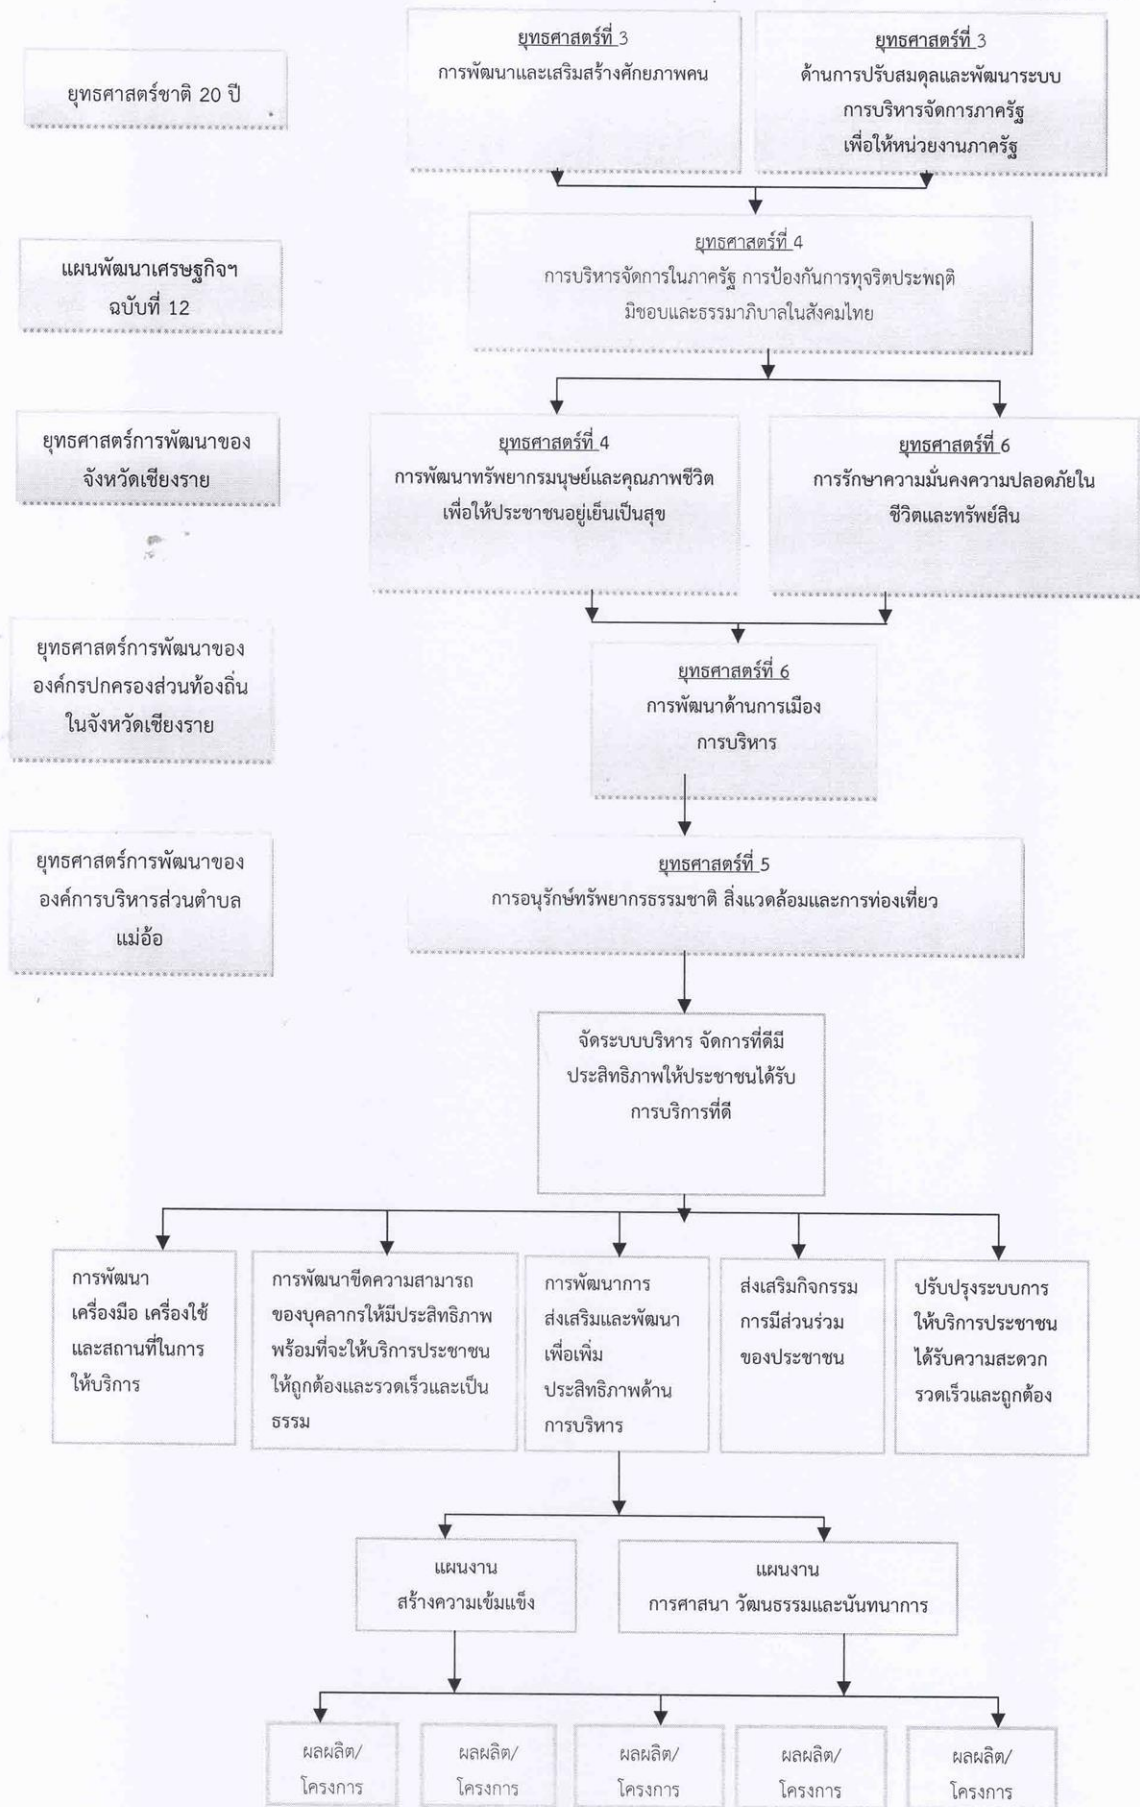 ยุทธศาสตร์ชาติ 20 ปี
ยุทธศาสตร์ที่ 3
การพัฒนาและเสริมสร้างศักยภาพคน
ยุทธศาสตร์ที่ 3
ด้านการปรับสมดุลและพัฒนาระบบ
การบริหารจัดการภาครัฐ
เพื่อให้หน่วยงานภาครัฐ
แผนพัฒนาเศรษฐกิจฯ
ฉบับที่ 12
ยุทธศาสตร์ที่ 4
การบริหารจัดการในภาครัฐ การป้องกันการทุจริตประพฤติ
มิชอบและธรรมาภิบาลในสังคมไทย
ยุทธศาสตร์การพัฒนาของ
จังหวัดเชียงราย
ยุทธศาสตร์ที่ 4
การพัฒนาทรัพยากรมนุษย์และคุณภาพชีวิต
เพื่อให้ประชาชนอยู่เย็นเป็นสุข
ยุทธศาสตร์ที่ 6
การรักษาความมั่นคงความปลอดภัยใน
ชีวิตและทรัพย์สิน
ยุทธศาสตร์การพัฒนาของ
องค์กรปกครองส่วนท้องถิ่น
ในจังหวัดเชียงราย
ยุทธศาสตร์ที่ 6
การพัฒนาด้านการเมือง
การบริหาร
ยุทธศาสตร์การพัฒนาของ
องค์การบริหารส่วนตำบล
แม่อ้อ
ยุทธศาสตร์ที่ 5
การอนุรักษ์ทรัพยากรธรรมชาติ สิ่งแวดล้อมและการท่องเที่ยว
จัดระบบบริหาร จัดการที่ดีมี
ประสิทธิภาพให้ประชาชนได้รับ
การบริการที่ดี
การพัฒนา
เครื่องมือ เครื่องใช้
และสถานที่ในการ
ให้บริการ
การพัฒนาขีดความสามารถ
ของบุคลากรให้มีประสิทธิภาพ
พร้อมที่จะให้บริการประชาชน
ให้ถูกต้องและรวดเร็วและเป็น
ธรรม
การพัฒนาการ
ส่งเสริมและพัฒนา
เพื่อเพิ่ม
ประสิทธิภาพด้าน
การบริหาร
ส่งเสริมกิจกรรม
การมีส่วนร่วม
ของประชาชน
ปรับปรุงระบบการ
ให้บริการประชาชน
ได้รับความสะดวก
รวดเร็วและถูกต้อง
แผนงาน
สร้างความเข้มแข็ง
แผนงาน
การศาสนา วัฒนธรรมและนันทนาการ
ผลผลิต/
โครงการ
ผลผลิต/
โครงการ
ผลผลิต/
โครงการ
ผลผลิต/
โครงการ
ผลผลิต/
โครงการ